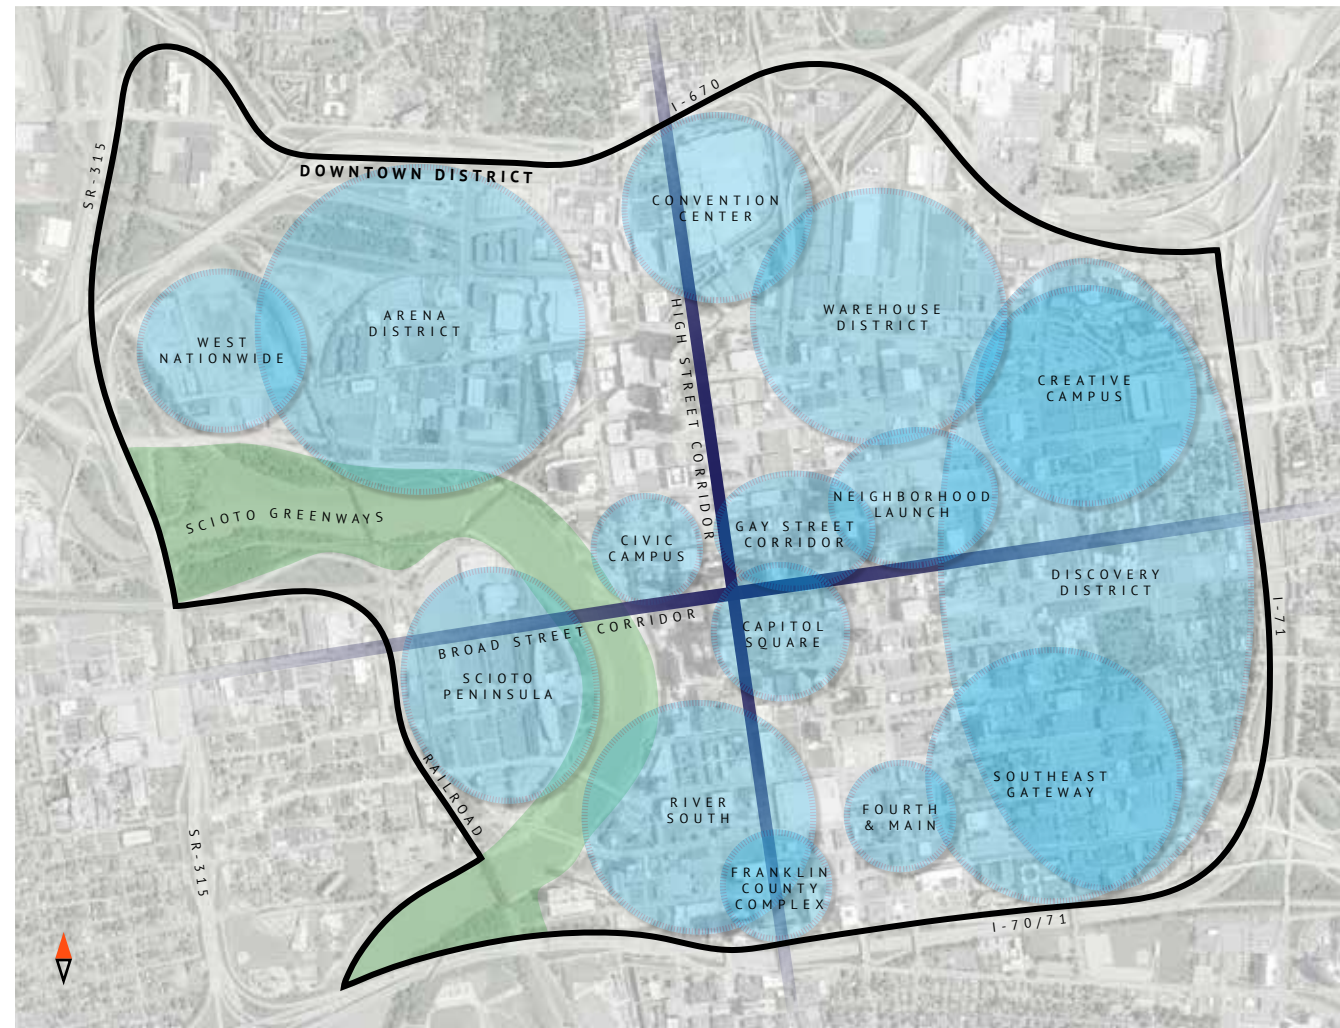 I-670
SR-315
DOWNTOWN DISTRICT
CONVENTION
CENTER
ARENA
DISTRICT
WAREHOUSE
DISTRICT
WEST
NATIONWIDE
HIGH STREET CORRIDOR
CREATIVE
CAMPUS
SCIOTO GREENWAYS
NEIGHBORHOOD
LAUNCH
GAY STREET
CORRIDOR
CIVIC
CAMPUS
DISCOVERY
DISTRICT
I-71
BROAD STREET CORRIDOR
CAPITOL
SQUARE
SCIOTO
PENINSULA
RAILROAD
SOUTHEAST
GATEWAY
RIVER
SOUTH
FOURTH
& MAIN
SR-315
FRANKLIN
COUNTY
COMPLEX
I-70/71